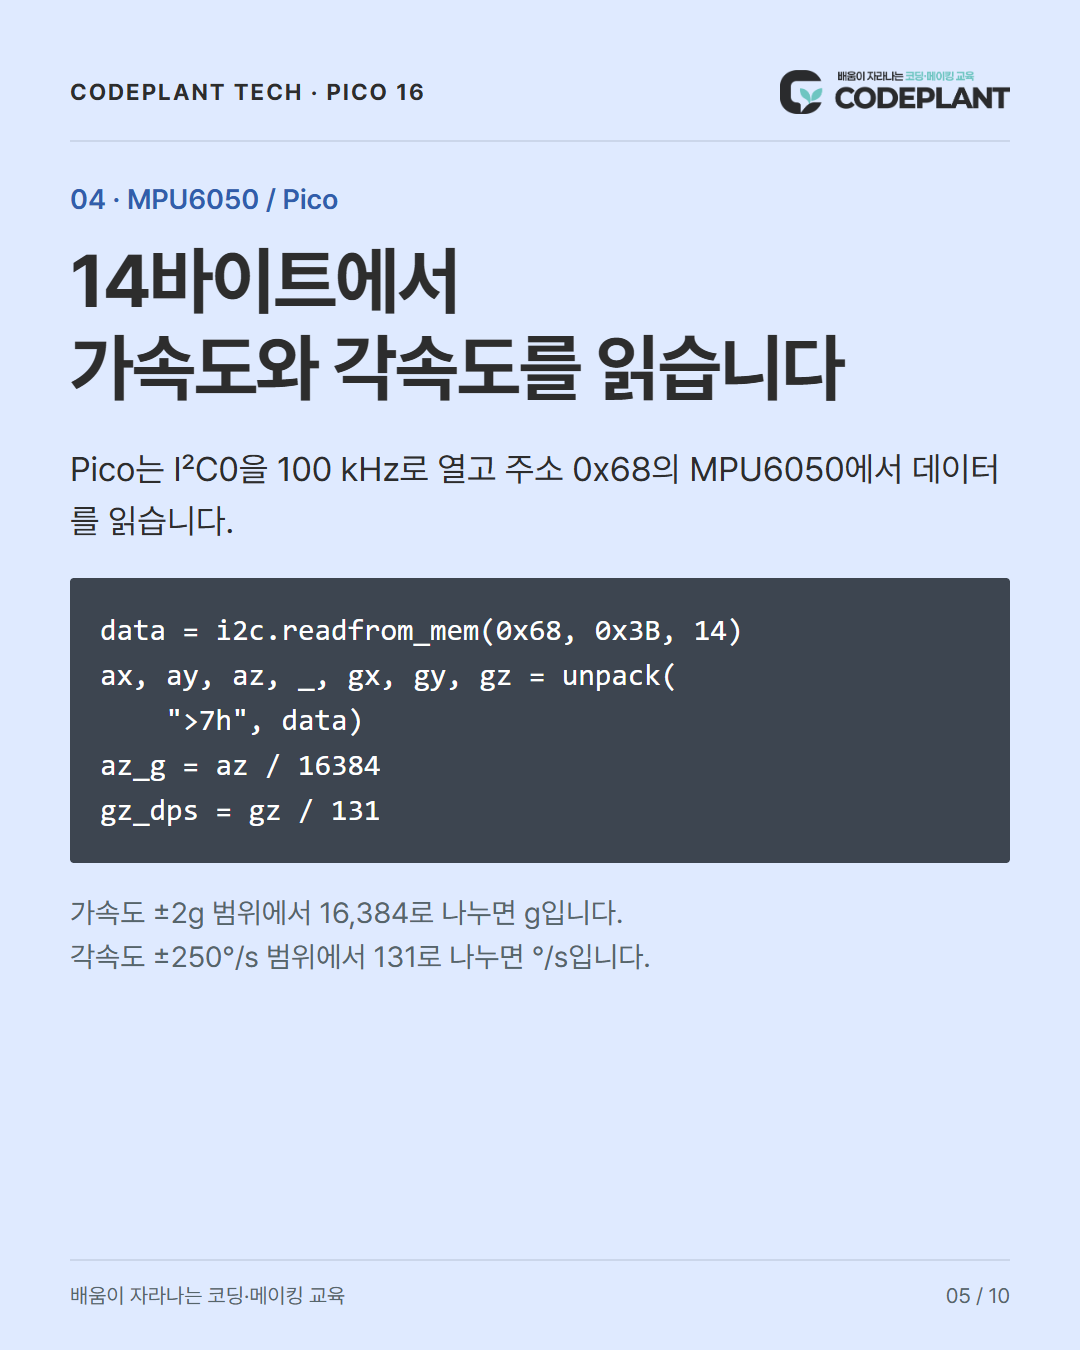 CODEPLANT TECH · PICO 16
배움이 자라나는 코딩·메이킹 교육
CODEPLANT
04 · MPU6050 / Pico
14바이트에서
가속도와 각속도를 읽습니다
Pico는 I²C0을 100 kHz로 열고 주소 0x68의 MPU6050에서 데이터
를 읽습니다.
data = i2c.readfrom_mem(0x68, 0x3B, 14)
ax, ay, az, _, gx, gy, gz = unpack(
    ">7h", data)
az_g = az / 16384
gz_dps = gz / 131
가속도 ±2g 범위에서 16,384로 나누면 g입니다.
각속도 ±250°/s 범위에서 131로 나누면 °/s입니다.
배움이 자라나는 코딩·메이킹 교육
05 / 10